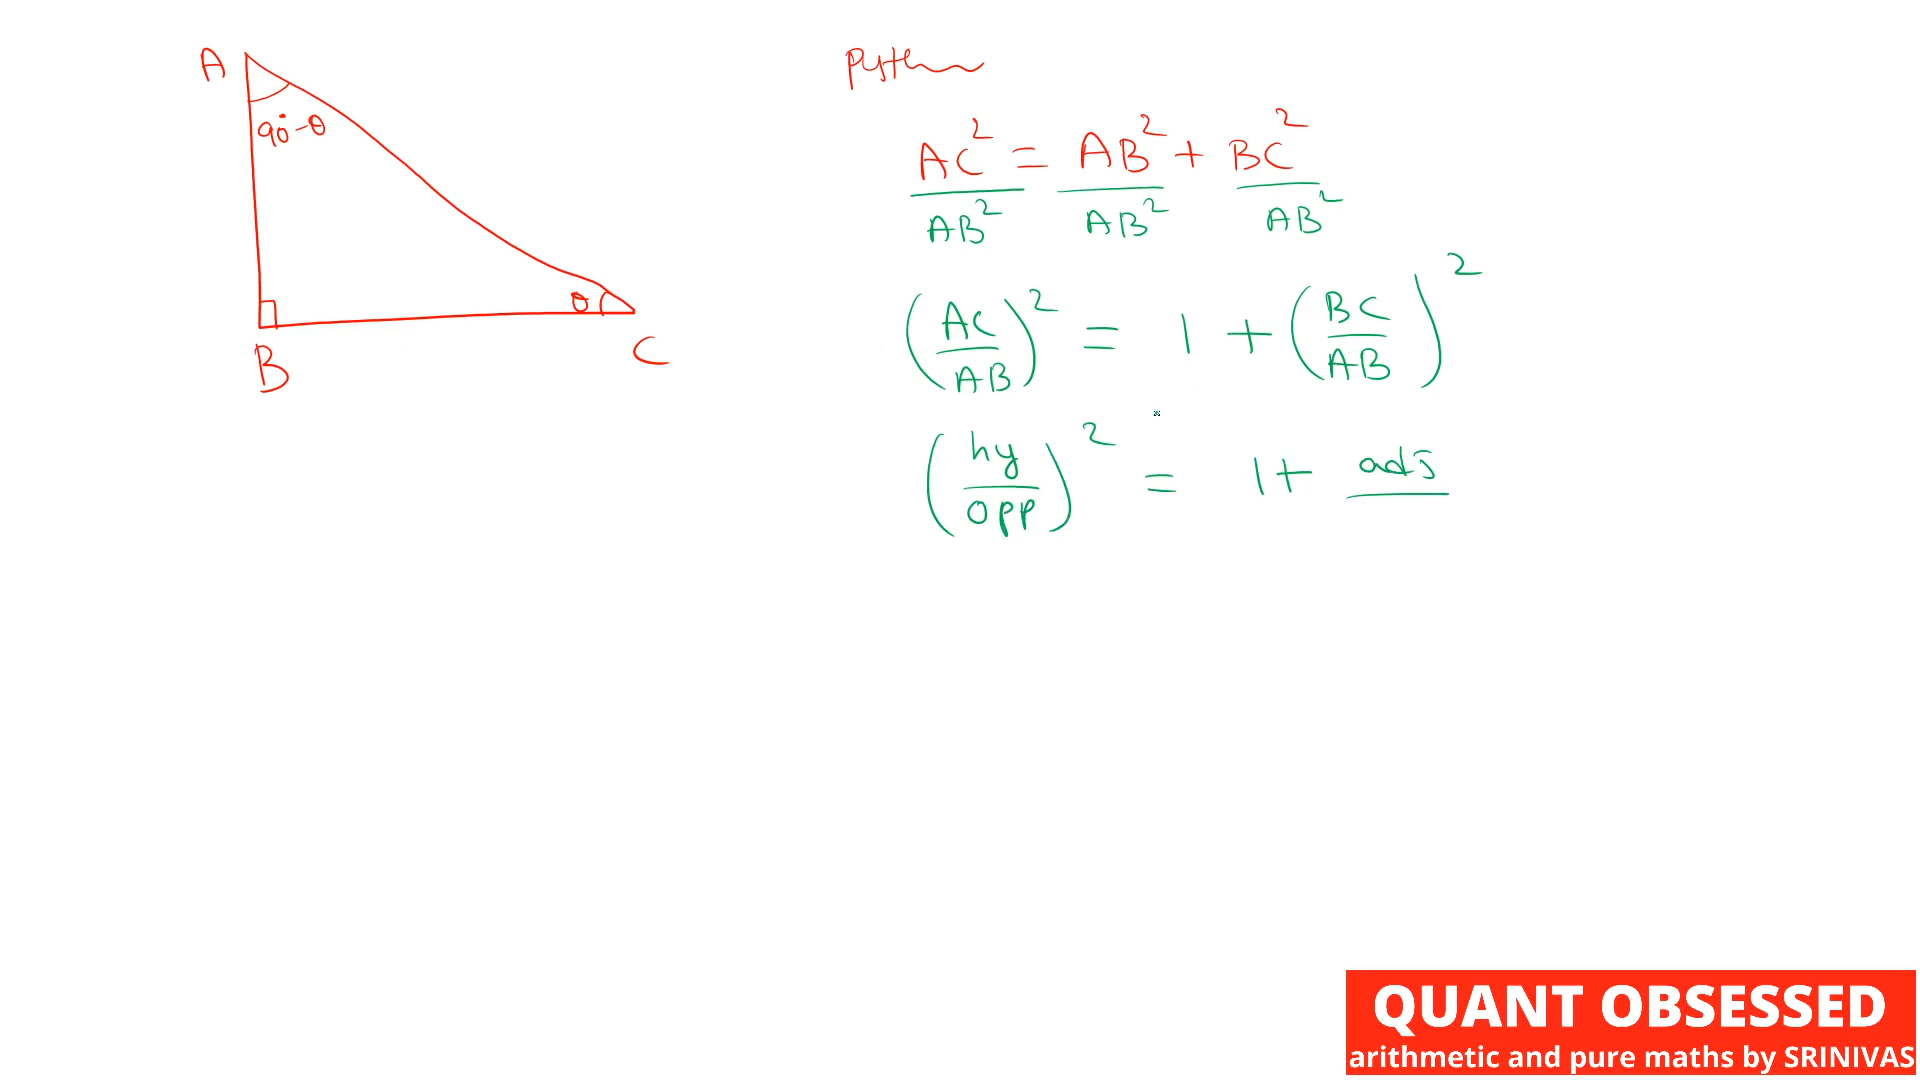 A
90°-θ
θ
B
C
AC² = AB² + BC²
AB² AB² AB²
(AC/AB)² = 1 + (BC/AB)²
(hy/opp)² = 1 + adj
QUANT OBSESSED
arithmetic and pure maths by SRINIVAS